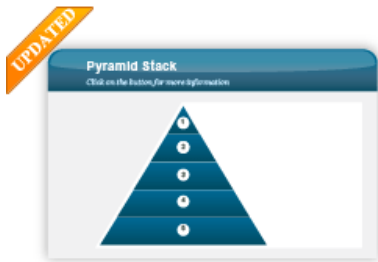 UPDATED
Pyramid Stack
Click on the button for more information
1
2
3
4
5